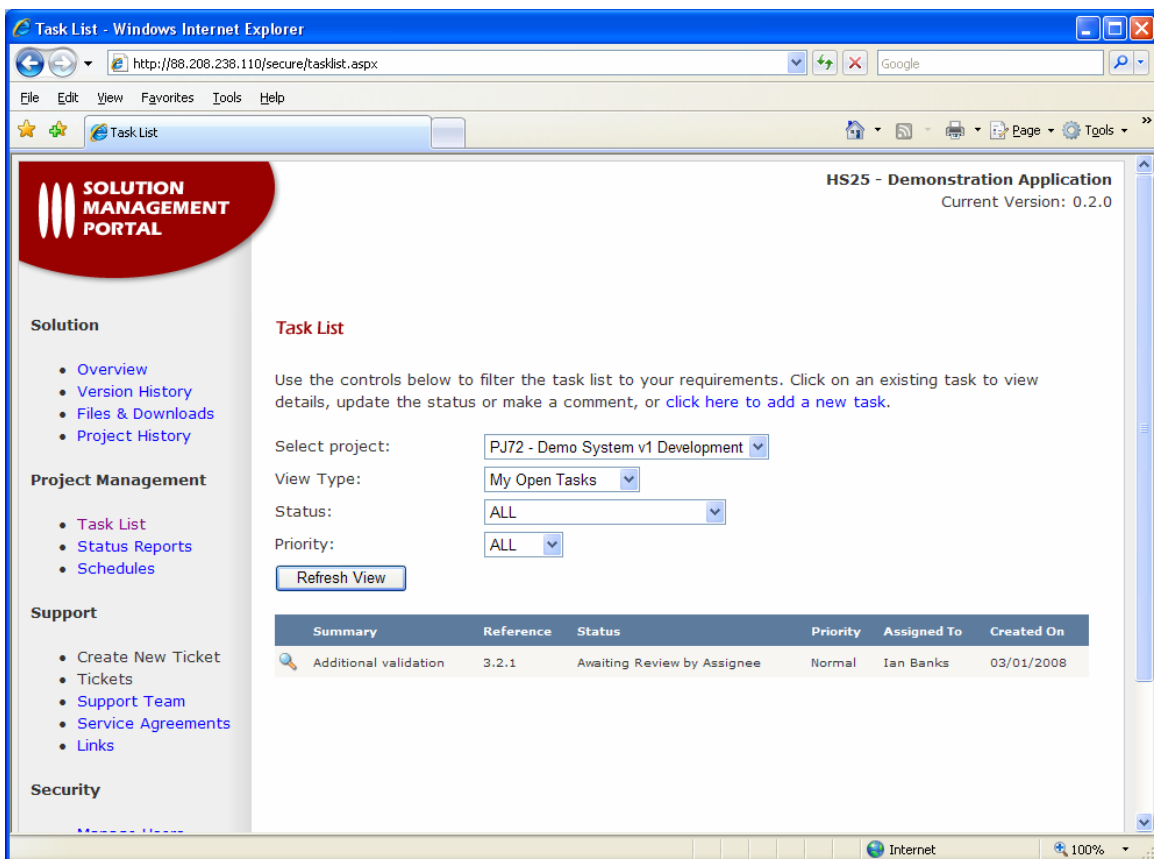 Task List - Windows Internet Explorer
http://88.208.238.110/secure/tasklist.aspx
Google
File Edit View Favorites Tools Help
Task List
Page Tools »
SOLUTION
MANAGEMENT
PORTAL
HS25 - Demonstration Application
Current Version: 0.2.0
Solution
• Overview
• Version History
• Files & Downloads
• Project History
Project Management
• Task List
• Status Reports
• Schedules
Support
• Create New Ticket
• Tickets
• Support Team
• Service Agreements
• Links
Security
Manage Users
Task List
Use the controls below to filter the task list to your requirements. Click on an existing task to view
details, update the status or make a comment, or click here to add a new task.
Select project: PJ72 - Demo System v1 Development
View Type: My Open Tasks
Status: ALL
Priority: ALL
Refresh View
Summary Reference Status Priority Assigned To Created On
Additional validation 3.2.1 Awaiting Review by Assignee Normal Ian Banks 03/01/2008
Internet 100%